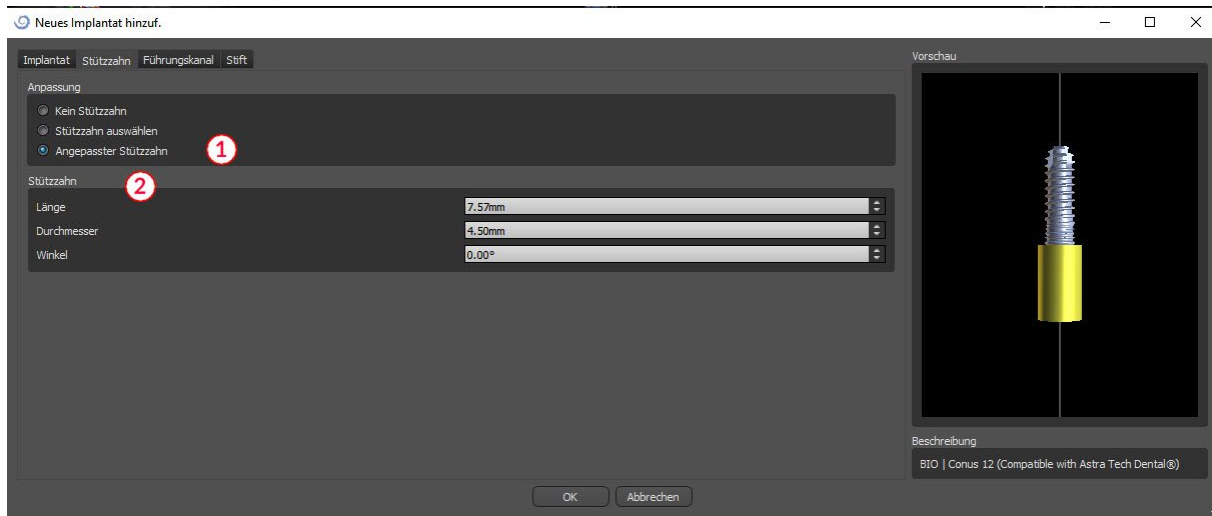 Neues Implantat hinzuf.
Implantat Stützzahn Führungskanal Stift
Anpassung
Kein Stützzahn
Stützzahn auswählen
Angepasster Stützzahn
1
Stützzahn
2
Länge 7.57mm
Durchmesser 4.50mm
Winkel 0.00°
Vorschau
Beschreibung
BIO | Conus 12 (Compatible with Astra Tech Dental®)
OK Abbrechen